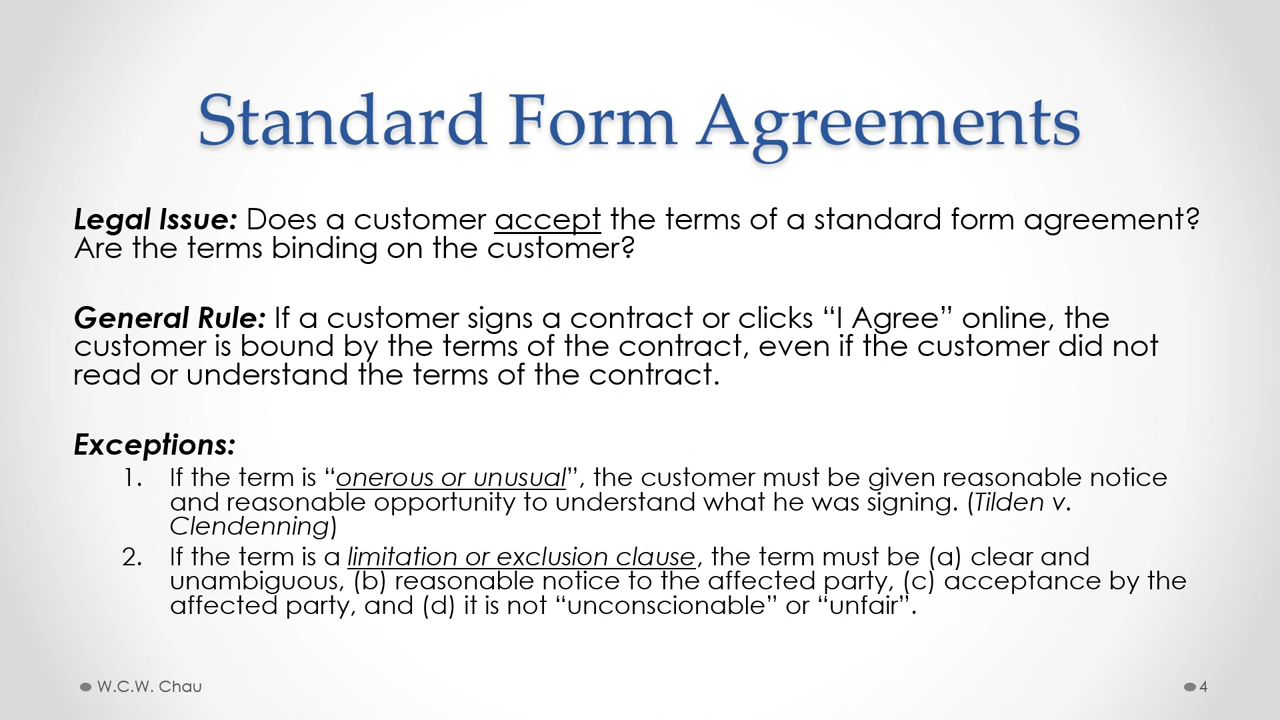 Standard Form Agreements
Legal Issue: Does a customer accept the terms of a standard form agreement?
Are the terms binding on the customer?
General Rule: If a customer signs a contract or clicks “I Agree” online, the
customer is bound by the terms of the contract, even if the customer did not
read or understand the terms of the contract.
Exceptions:
1. If the term is “onerous or unusual”, the customer must be given reasonable notice
and reasonable opportunity to understand what he was signing. (Tilden v.
Clendenning)
2. If the term is a limitation or exclusion clause, the term must be (a) clear and
unambiguous, (b) reasonable notice to the affected party, (c) acceptance by the
affected party, and (d) it is not “unconscionable” or “unfair”.
W.C.W. Chau
4